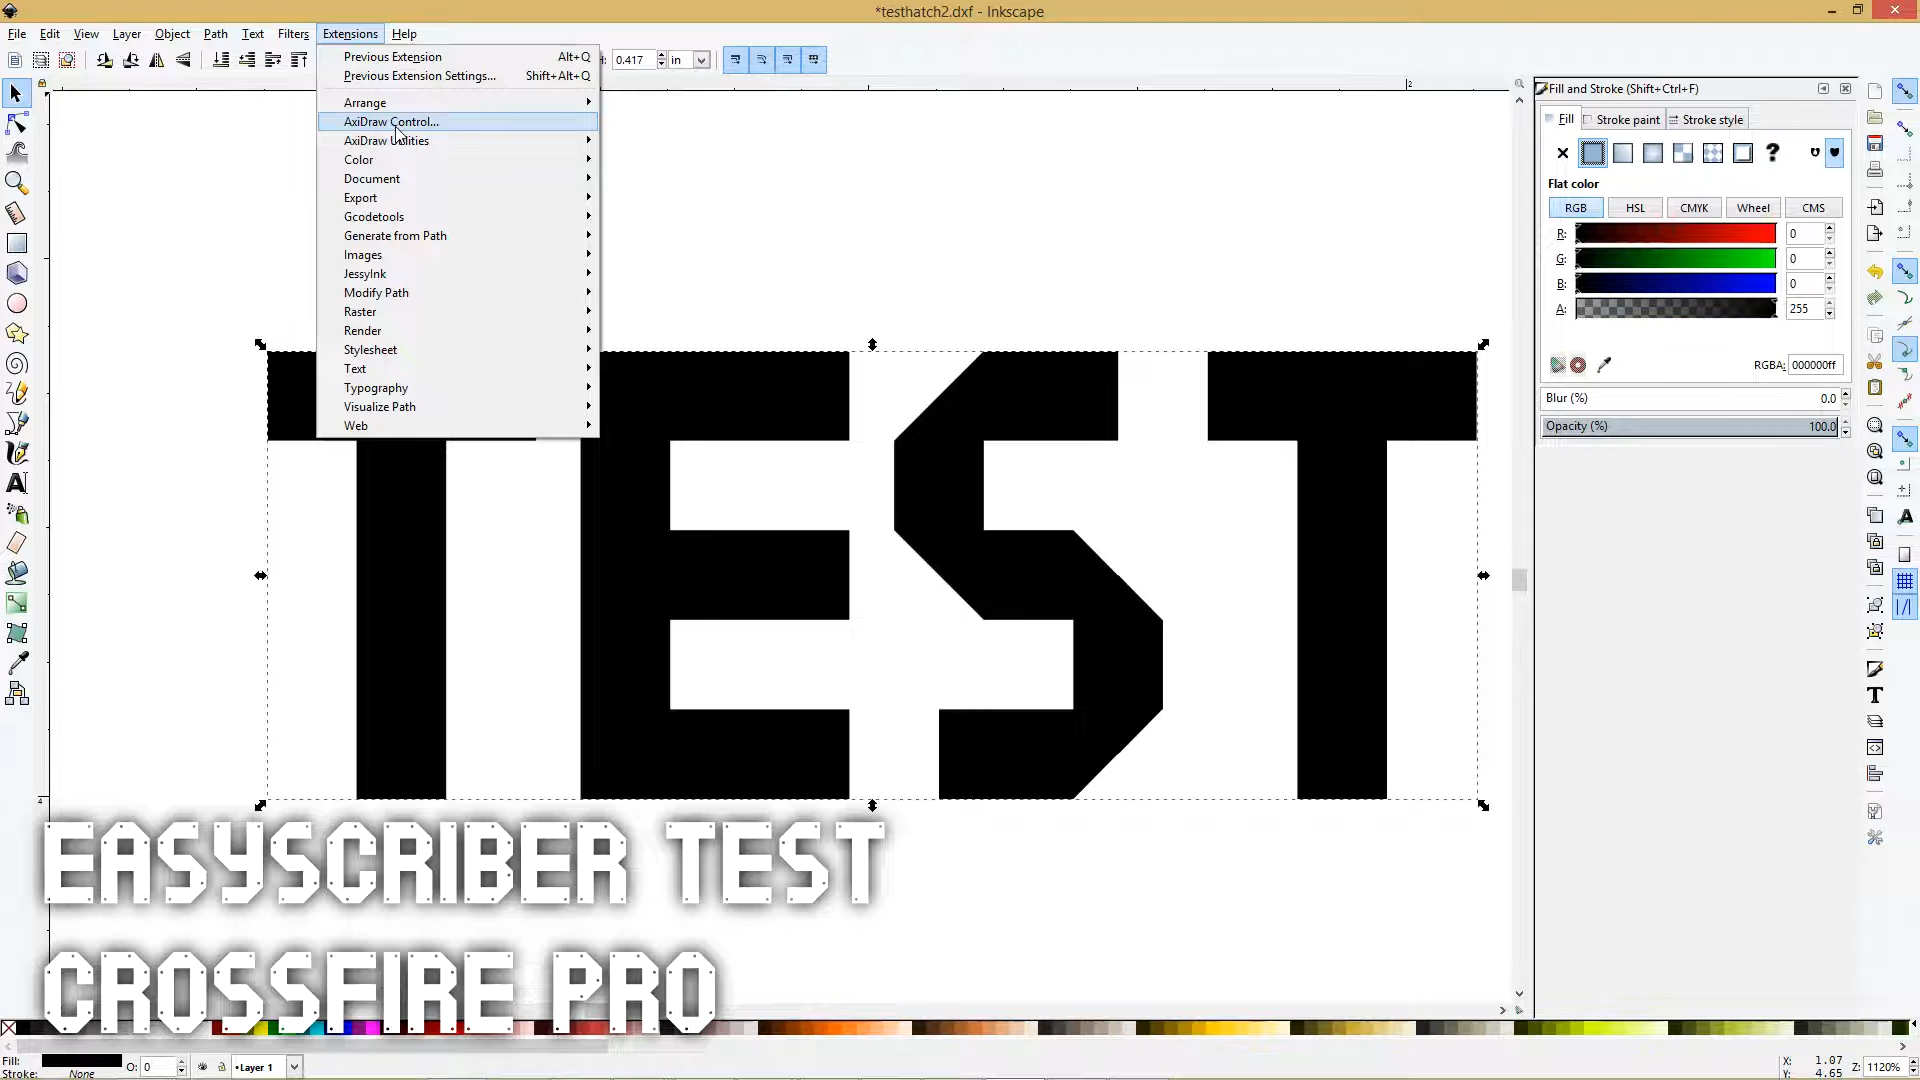 *testhatch2.dxf - Inkscape
File Edit View Layer Object Path Text Filters Extensions Help
Previous Extension Alt+Q
Previous Extension Settings... Shift+Alt+Q
0.417 in
Arrange
AxiDraw Control...
AxiDraw Utilities
Color
Document
Export
Gcodetools
Generate from Path
Images
JessyInk
Modify Path
Raster
Render
Stylesheet
Text
Typography
Visualize Path
Web
2
Fill and Stroke (Shift+Ctrl+F)
Fill Stroke paint Stroke style
Flat color
RGB HSL CMYK Wheel CMS
R: 0
G: 0
B: 0
A: 255
RGBA: 000000ff
Blur (%) 0.0
Opacity (%) 100.0
TEST
4
EASYSCRIBER TEST
CROSSFIRE PRO
Fill:
Stroke: None
O: 0
•Layer 1
X: 1.07
Y: 4.65
Z: 1120%